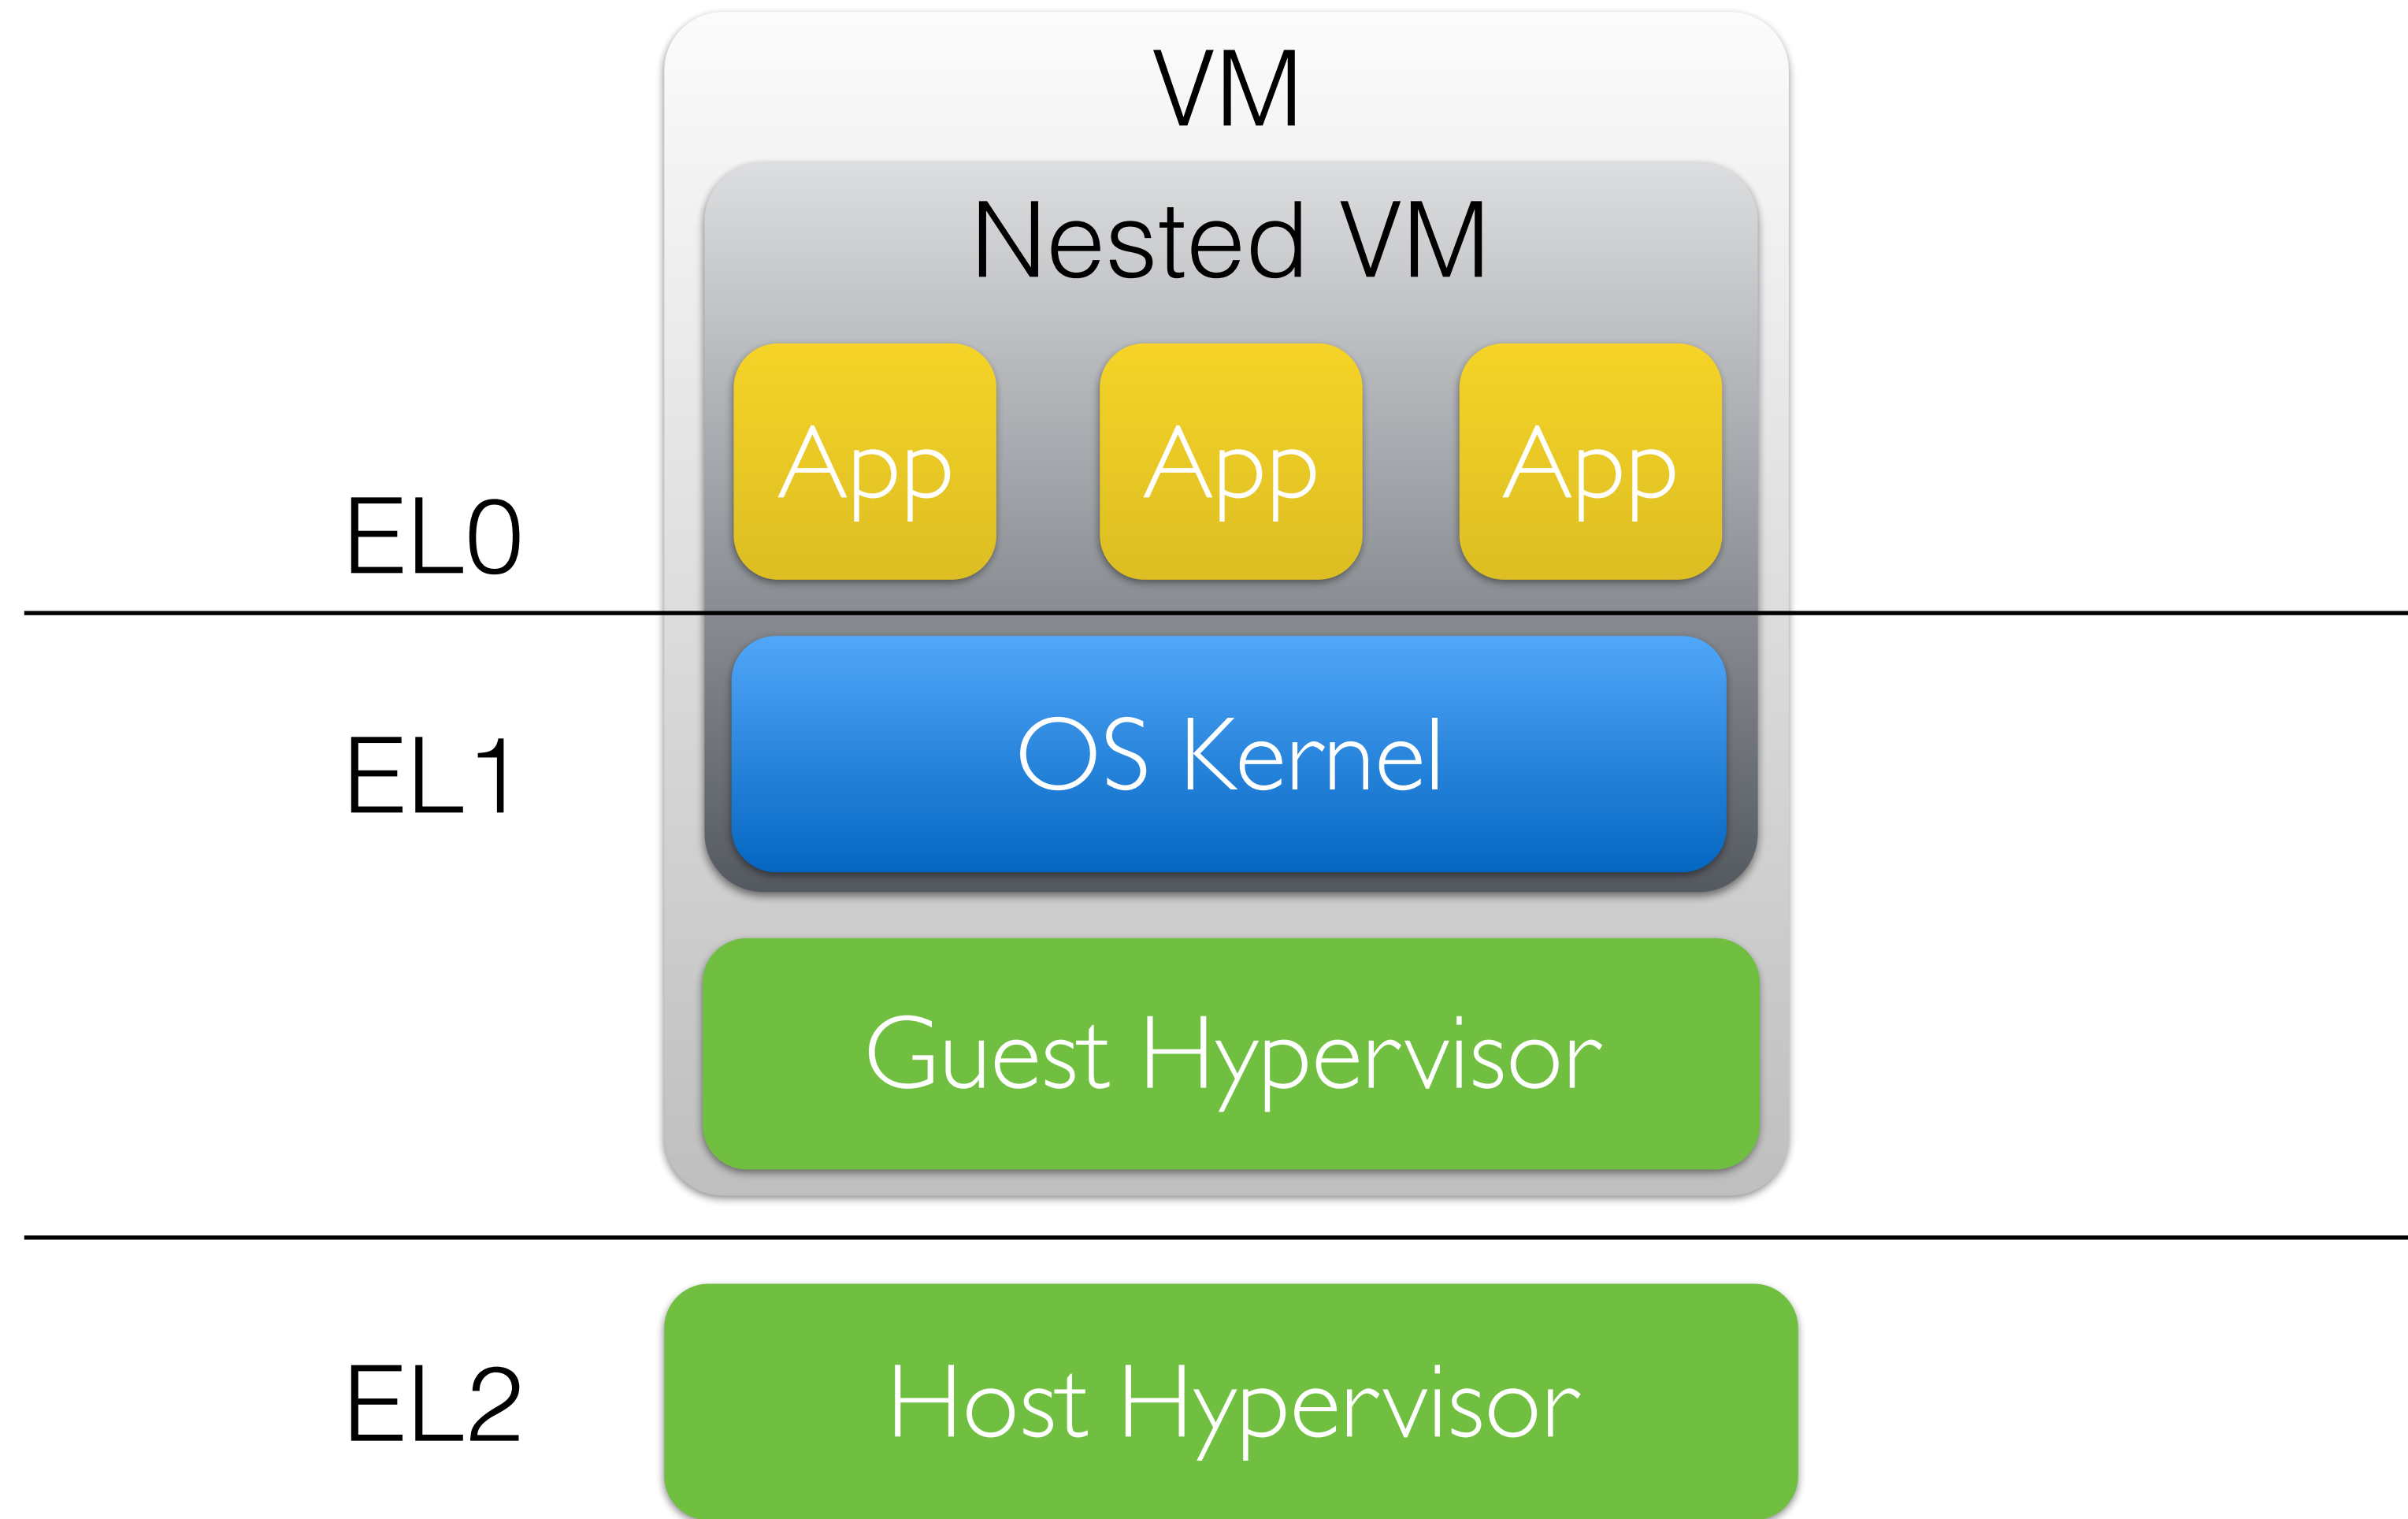 VM
Nested VM
App App App
EL0
EL1
OS Kernel
Guest Hypervisor
EL2
Host Hypervisor